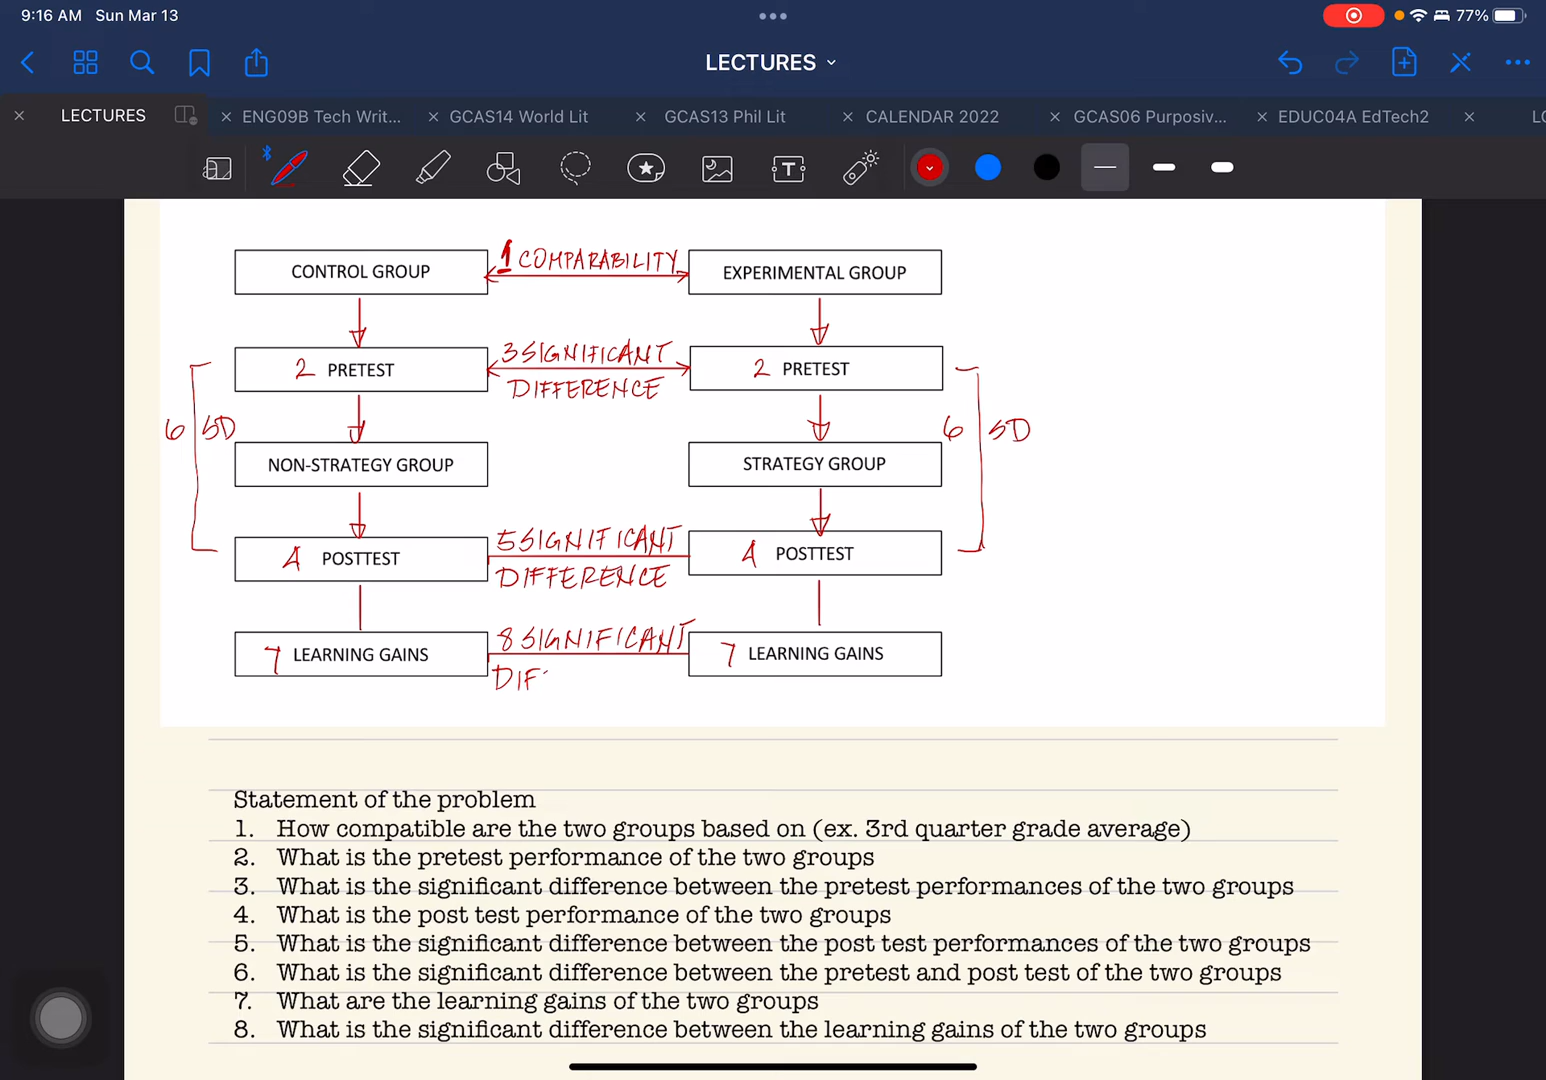 9:16 AM Sun Mar 13
77%
LECTURES
LECTURES
ENG09B Tech Writ...
GCAS14 World Lit
GCAS13 Phil Lit
CALENDAR 2022
GCAS06 Purposiv...
EDUC04A EdTech2
LC
T
CONTROL GROUP
1 COMPARABILITY
EXPERIMENTAL GROUP
2 PRETEST
3 SIGNIFICANT
DIFFERENCE
2 PRETEST
6 SD
6 SD
NON-STRATEGY GROUP
STRATEGY GROUP
4 POSTTEST
5 SIGNIFICANT
DIFFERENCE
4 POSTTEST
7 LEARNING GAINS
8 SIGNIFICANT
DIF
7 LEARNING GAINS
Statement of the problem
1. How compatible are the two groups based on (ex. 3rd quarter grade average)
2. What is the pretest performance of the two groups
3. What is the significant difference between the pretest performances of the two groups
4. What is the post test performance of the two groups
5. What is the significant difference between the post test performances of the two groups
6. What is the significant difference between the pretest and post test of the two groups
7. What are the learning gains of the two groups
8. What is the significant difference between the learning gains of the two groups